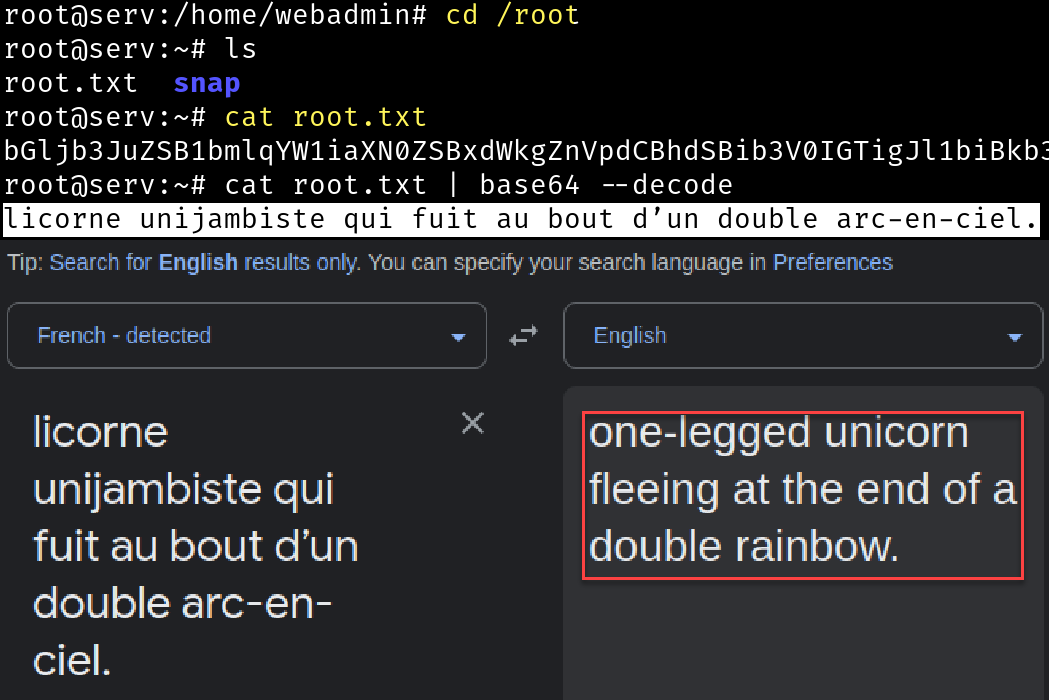 root@serv:/home/webadmin# cd /root
root@serv:~# ls
root.txt  snap
root@serv:~# cat root.txt
bGljb3JuZSB1bmlqYW1iaXN0ZSBxdWkgZnVpdCBhdSBib3V0IGTigJl1biBkb3
root@serv:~# cat root.txt | base64 --decode
licorne unijambiste qui fuit au bout d’un double arc-en-ciel.
Tip: Search for English results only. You can specify your search language in Preferences
French - detected
English
licorne
unijambiste qui
fuit au bout d’un
double arc-en-
ciel.
one-legged unicorn
fleeing at the end of a
double rainbow.